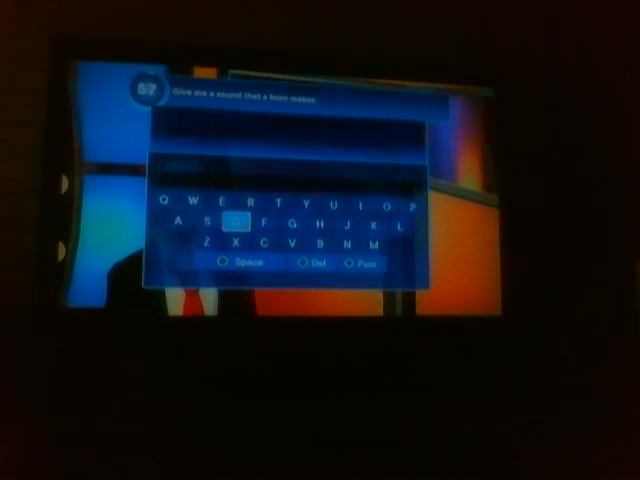 57 Give me a sound that a horn makes.
Q W E R T Y U I O P
A S D F G H J K L
Z X C V B N M
Space Del Pass